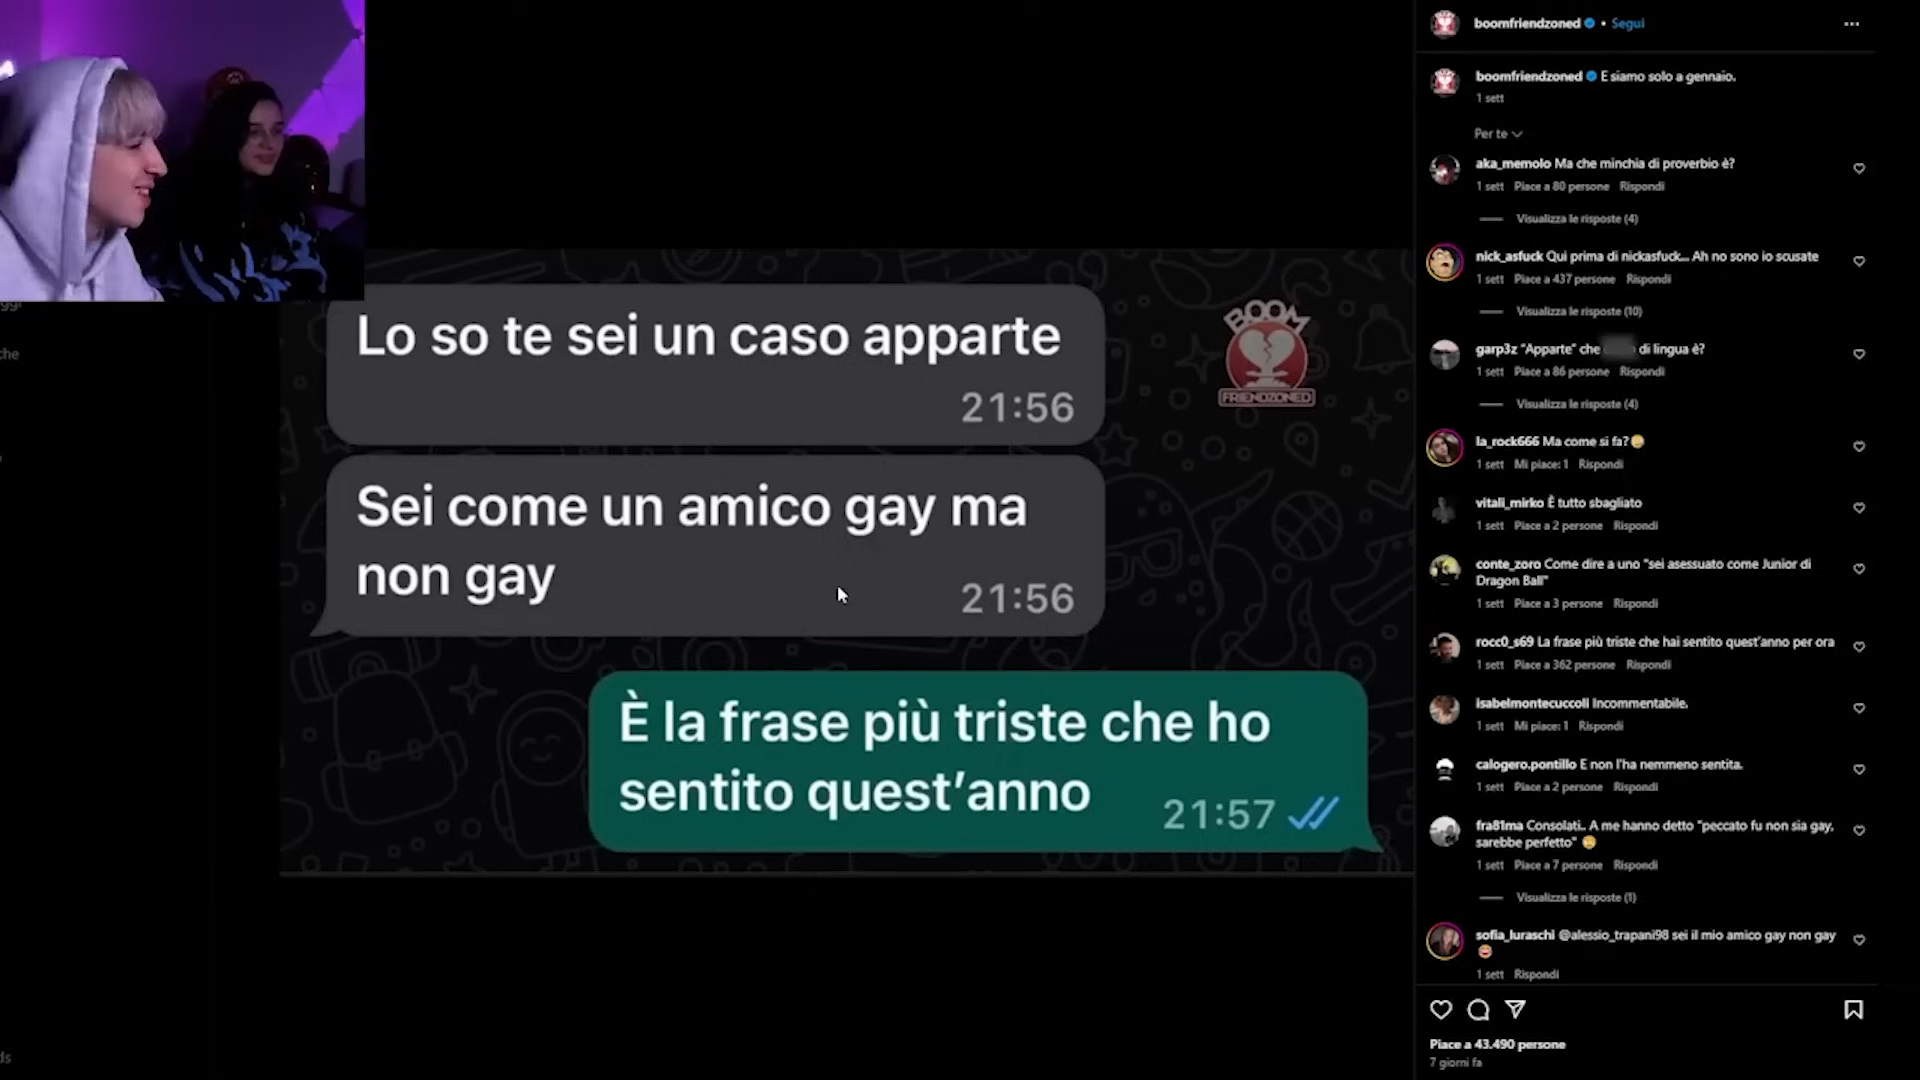 Lo so te sei un caso apparte
21:56
Sei come un amico gay ma
non gay
21:56
È la frase più triste che ho
sentito quest'anno
21:57
BOOM
FRIENDZONED
che
ds
boomfriendzoned • Segui
boomfriendzoned E siamo solo a gennaio.
1 sett
Per te
aka_memolo Ma che minchia di proverbio è?
1 sett Piace a 80 persone Rispondi
Visualizza le risposte (4)
nick_asfuck Qui prima di nickasfuck... Ah no sono io scusate
1 sett Piace a 437 persone Rispondi
Visualizza le risposte (10)
garp3z "Apparte" che di lingua è?
1 sett Piace a 86 persone Rispondi
Visualizza le risposte (4)
la_rock666 Ma come si fa?
1 sett Mi piace: 1 Rispondi
vitali_mirko È tutto sbagliato
1 sett Piace a 2 persone Rispondi
conte_zoro Come dire a uno "sei asessuato come Junior di
Dragon Ball"
1 sett Piace a 3 persone Rispondi
rocc0_s69 La frase più triste che hai sentito quest'anno per ora
1 sett Piace a 362 persone Rispondi
isabelmontecuccoli Incommentabile.
1 sett Mi piace: 1 Rispondi
calogero.pontillo E non l'ha nemmeno sentita.
1 sett Piace a 2 persone Rispondi
fra81ma Consolati.. A me hanno detto "peccato fu non sia gay,
sarebbe perfetto"
1 sett Piace a 7 persone Rispondi
Visualizza le risposte (1)
sofia_luraschi @alessio_trapani98 sei il mio amico gay non gay
1 sett Rispondi
Piace a 43.490 persone
7 giorni fa